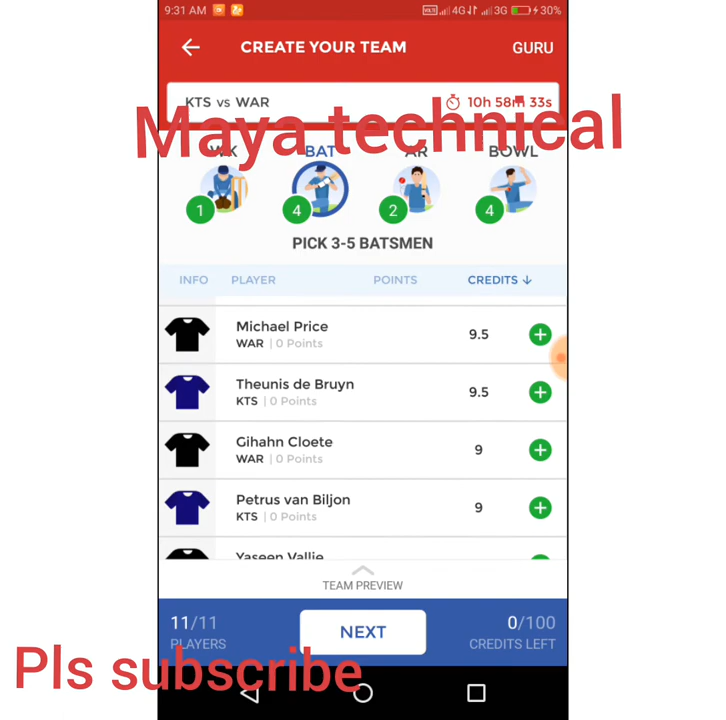 9:31 AM VoLTE 4G 3G 30%
CREATE YOUR TEAM GURU
KTS vs WAR 10h 58m 33s
Maya technical
WK BAT AR BOWL
1 4 2 4
PICK 3-5 BATSMEN
INFO PLAYER POINTS CREDITS ↓
Michael Price
WAR | 0 Points 9.5 +
Theunis de Bruyn
KTS | 0 Points 9.5 +
Gihahn Cloete
WAR | 0 Points 9 +
Petrus van Biljon
KTS | 0 Points 9 +
Yaseen Vallie
TEAM PREVIEW
11/11 NEXT 0/100
PLAYERS CREDITS LEFT
Pls subscribe